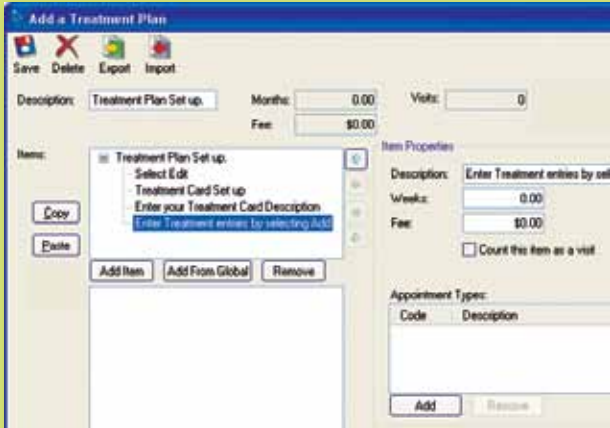 Add a Treatment Plan
Save Delete Export Import
Description: Treatment Plan Set up. Months: 0.00 Visits: 0
Fee: $0.00
Items: Treatment Plan Set up.
Select Edit
Treatment Card Set up
Enter your Treatment Card Description
Enter Treatment entries by selecting Add
Copy
Paste
Add Item Add From Global Remove
Item Properties
Description: Enter Treatment entries by sel
Weeks: 0.00
Fee: $0.00
Count this item as a visit
Appointment Types:
Code Description
Add Remove